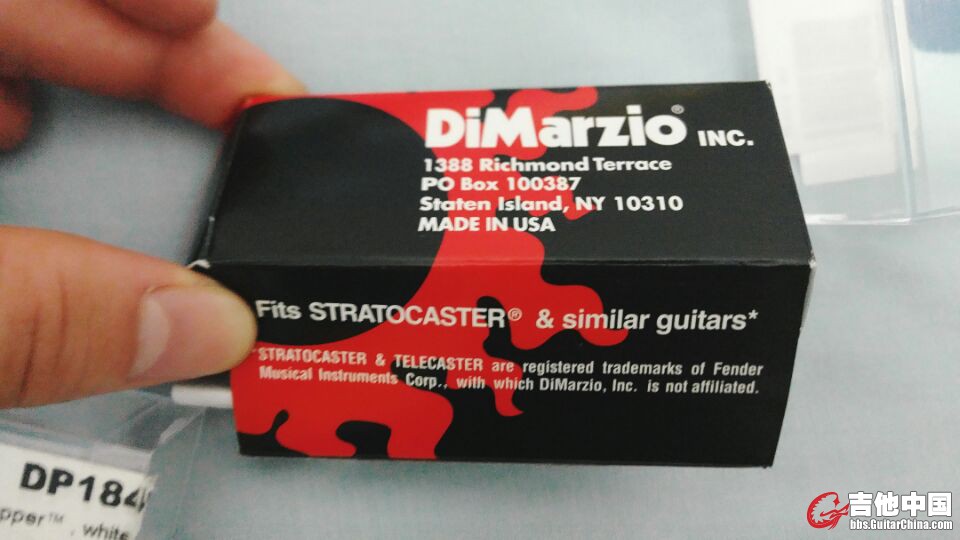 DiMarzio® INC.
1388 Richmond Terrace
PO Box 100387
Staten Island, NY 10310
MADE IN USA
Fits STRATOCASTER® & similar guitars*
*STRATOCASTER & TELECASTER are registered trademarks of Fender
Musical Instruments Corp., with which DiMarzio, Inc. is not affiliated.
DP184
pper™, white
吉他中国
bbs.GuitarChina.com